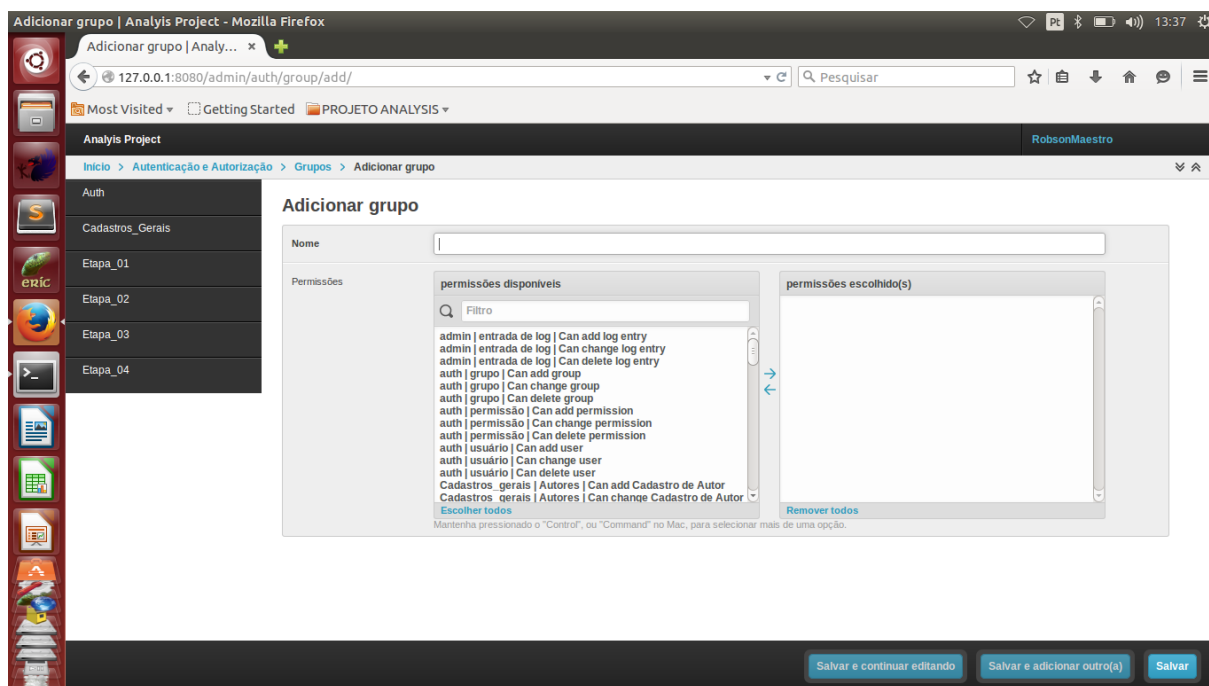 Adicionar grupo | Analyis Project - Mozilla Firefox
Pt
13:37
Adicionar grupo | Analy... ×
127.0.0.1:8080/admin/auth/group/add/
Pesquisar
Most Visited
Getting Started
PROJETO ANALYSIS
Analyis Project
RobsonMaestro
Início > Autenticação e Autorização > Grupos > Adicionar grupo
Auth
Cadastros_Gerais
Etapa_01
Etapa_02
Etapa_03
Etapa_04
S
eric
>_
Adicionar grupo
Nome
Permissões
permissões disponíveis
Filtro
admin | entrada de log | Can add log entry
admin | entrada de log | Can change log entry
admin | entrada de log | Can delete log entry
auth | grupo | Can add group
auth | grupo | Can change group
auth | grupo | Can delete group
auth | permissão | Can add permission
auth | permissão | Can change permission
auth | permissão | Can delete permission
auth | usuário | Can add user
auth | usuário | Can change user
auth | usuário | Can delete user
Cadastros_gerais | Autores | Can add Cadastro de Autor
Cadastros_gerais | Autores | Can change Cadastro de Autor
Escolher todos
permissões escolhido(s)
Remover todos
Mantenha pressionado o "Control", ou "Command" no Mac, para selecionar mais de uma opção.
Salvar e continuar editando
Salvar e adicionar outro(a)
Salvar